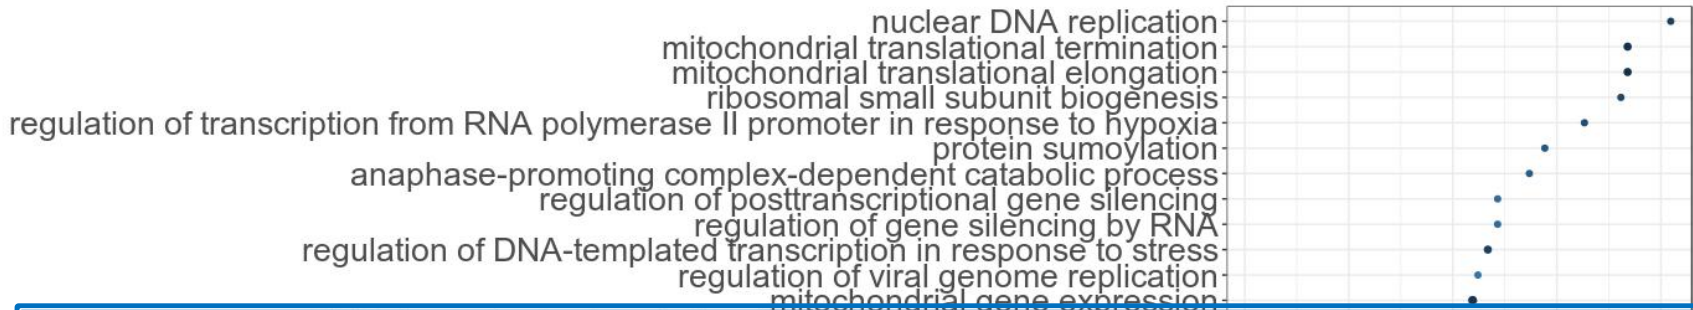 nuclear DNA replication
mitochondrial translational termination
mitochondrial translational elongation
ribosomal small subunit biogenesis
regulation of transcription from RNA polymerase II promoter in response to hypoxia
protein sumoylation
anaphase-promoting complex-dependent catabolic process
regulation of posttranscriptional gene silencing
regulation of gene silencing by RNA
regulation of DNA-templated transcription in response to stress
regulation of viral genome replication
mitochondrial gene expression